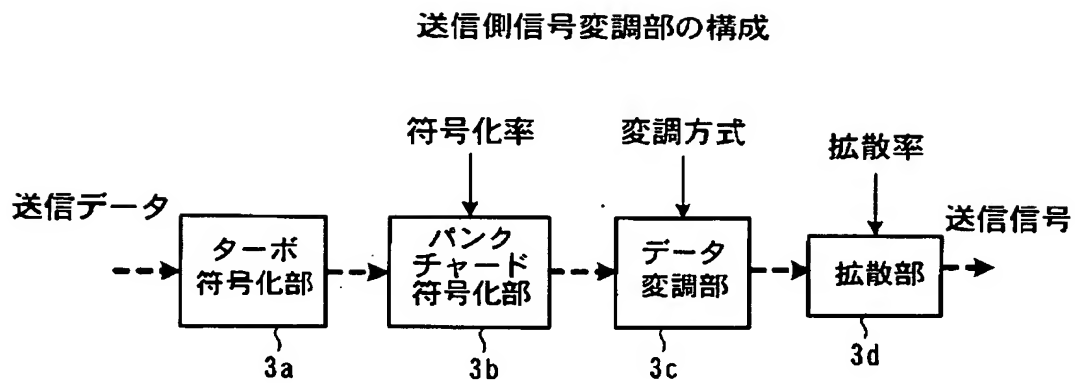 送信側信号変調部の構成
符号化率
変調方式
拡散率
送信データ
送信信号
ターボ
符号化部
パンク
チャード
符号化部
データ
変調部
拡散部
3a
3b
3c
3d